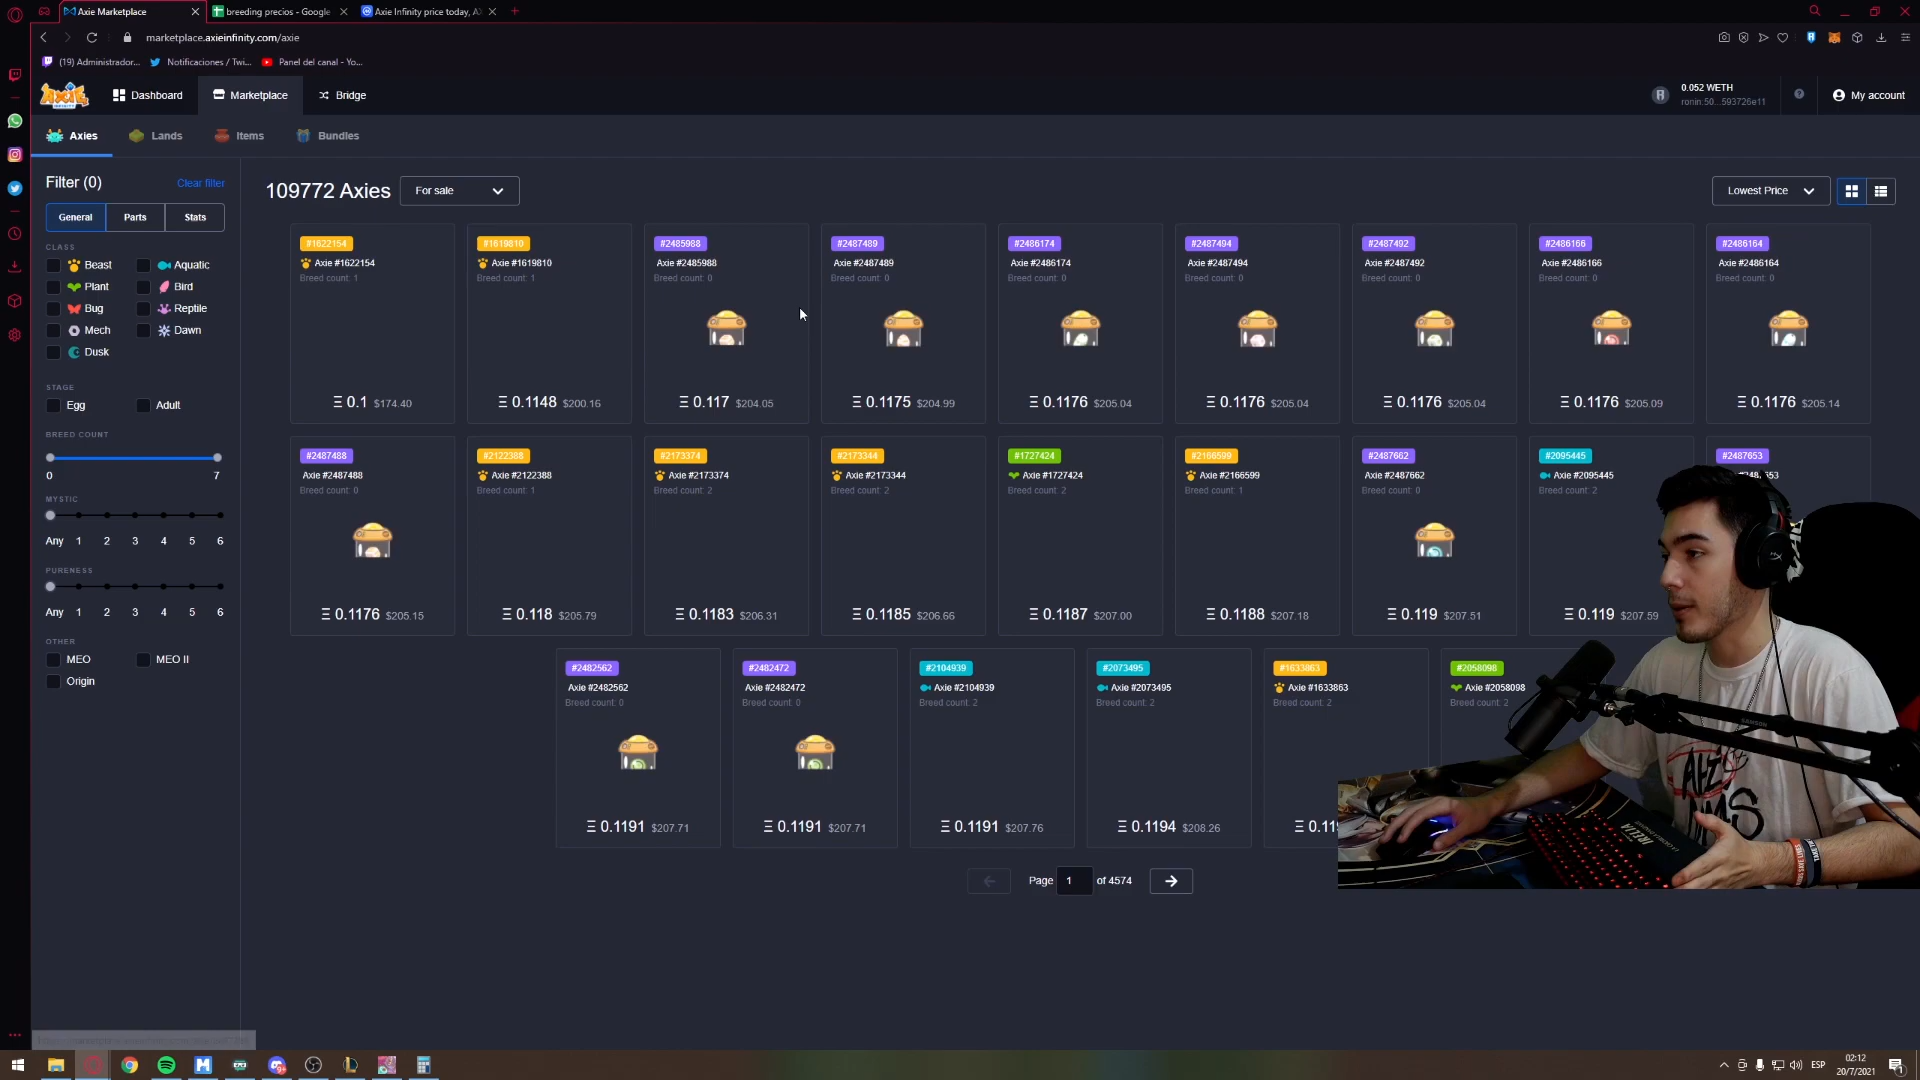 Axie Marketplace
breeding precios - Google
Axie Infinity price today, A
marketplace.axieinfinity.com/axie
(19) Administrador...
Notificaciones / Twi...
Panel del canal - Yo...
AXIE INFINITY
Dashboard
Marketplace
Bridge
0.052 WETH
ronin:50...593726e11
My account
Axies
Lands
Items
Bundles
Filter (0)
Clear filter
General
Parts
Stats
CLASS
Beast
Aquatic
Plant
Bird
Bug
Reptile
Mech
Dawn
Dusk
STAGE
Egg
Adult
BREED COUNT
0
7
MYSTIC
Any 1 2 3 4 5 6
PURENESS
Any 1 2 3 4 5 6
OTHER
MEO
MEO II
Origin
109772 Axies
For sale
Lowest Price
#1622154
Axie #1622154
Breed count: 1
Ξ 0.1 $174.40
#1619810
Axie #1619810
Breed count: 1
Ξ 0.1148 $200.16
#2485988
Axie #2485988
Breed count: 0
Ξ 0.117 $204.05
#2487489
Axie #2487489
Breed count: 0
Ξ 0.1175 $204.99
#2486174
Axie #2486174
Breed count: 0
Ξ 0.1176 $205.04
#2487494
Axie #2487494
Breed count: 0
Ξ 0.1176 $205.04
#2487492
Axie #2487492
Breed count: 0
Ξ 0.1176 $205.04
#2486166
Axie #2486166
Breed count: 0
Ξ 0.1176 $205.09
#2486164
Axie #2486164
Breed count: 0
Ξ 0.1176 $205.14
#2487488
Axie #2487488
Breed count: 0
Ξ 0.1176 $205.15
#2122388
Axie #2122388
Breed count: 1
Ξ 0.118 $205.79
#2173374
Axie #2173374
Breed count: 2
Ξ 0.1183 $206.31
#2173344
Axie #2173344
Breed count: 2
Ξ 0.1185 $206.66
#1727424
Axie #1727424
Breed count: 2
Ξ 0.1187 $207.00
#2166599
Axie #2166599
Breed count: 1
Ξ 0.1188 $207.18
#2487662
Axie #2487662
Breed count: 0
Ξ 0.119 $207.51
#2095445
Axie #2095445
Breed count: 2
Ξ 0.119 $207.59
#2487653
#2482562
Axie #2482562
Breed count: 0
Ξ 0.1191 $207.71
#2482472
Axie #2482472
Breed count: 0
Ξ 0.1191 $207.71
#2104939
Axie #2104939
Breed count: 2
Ξ 0.1191 $207.76
#2073495
Axie #2073495
Breed count: 2
Ξ 0.1194 $208.26
#1633863
Axie #1633863
Breed count: 2
Ξ 0.11
#2058098
Axie #2058098
Breed count: 2
Page 1 of 4574
SAMSON
ESP
02:12
20/7/2021